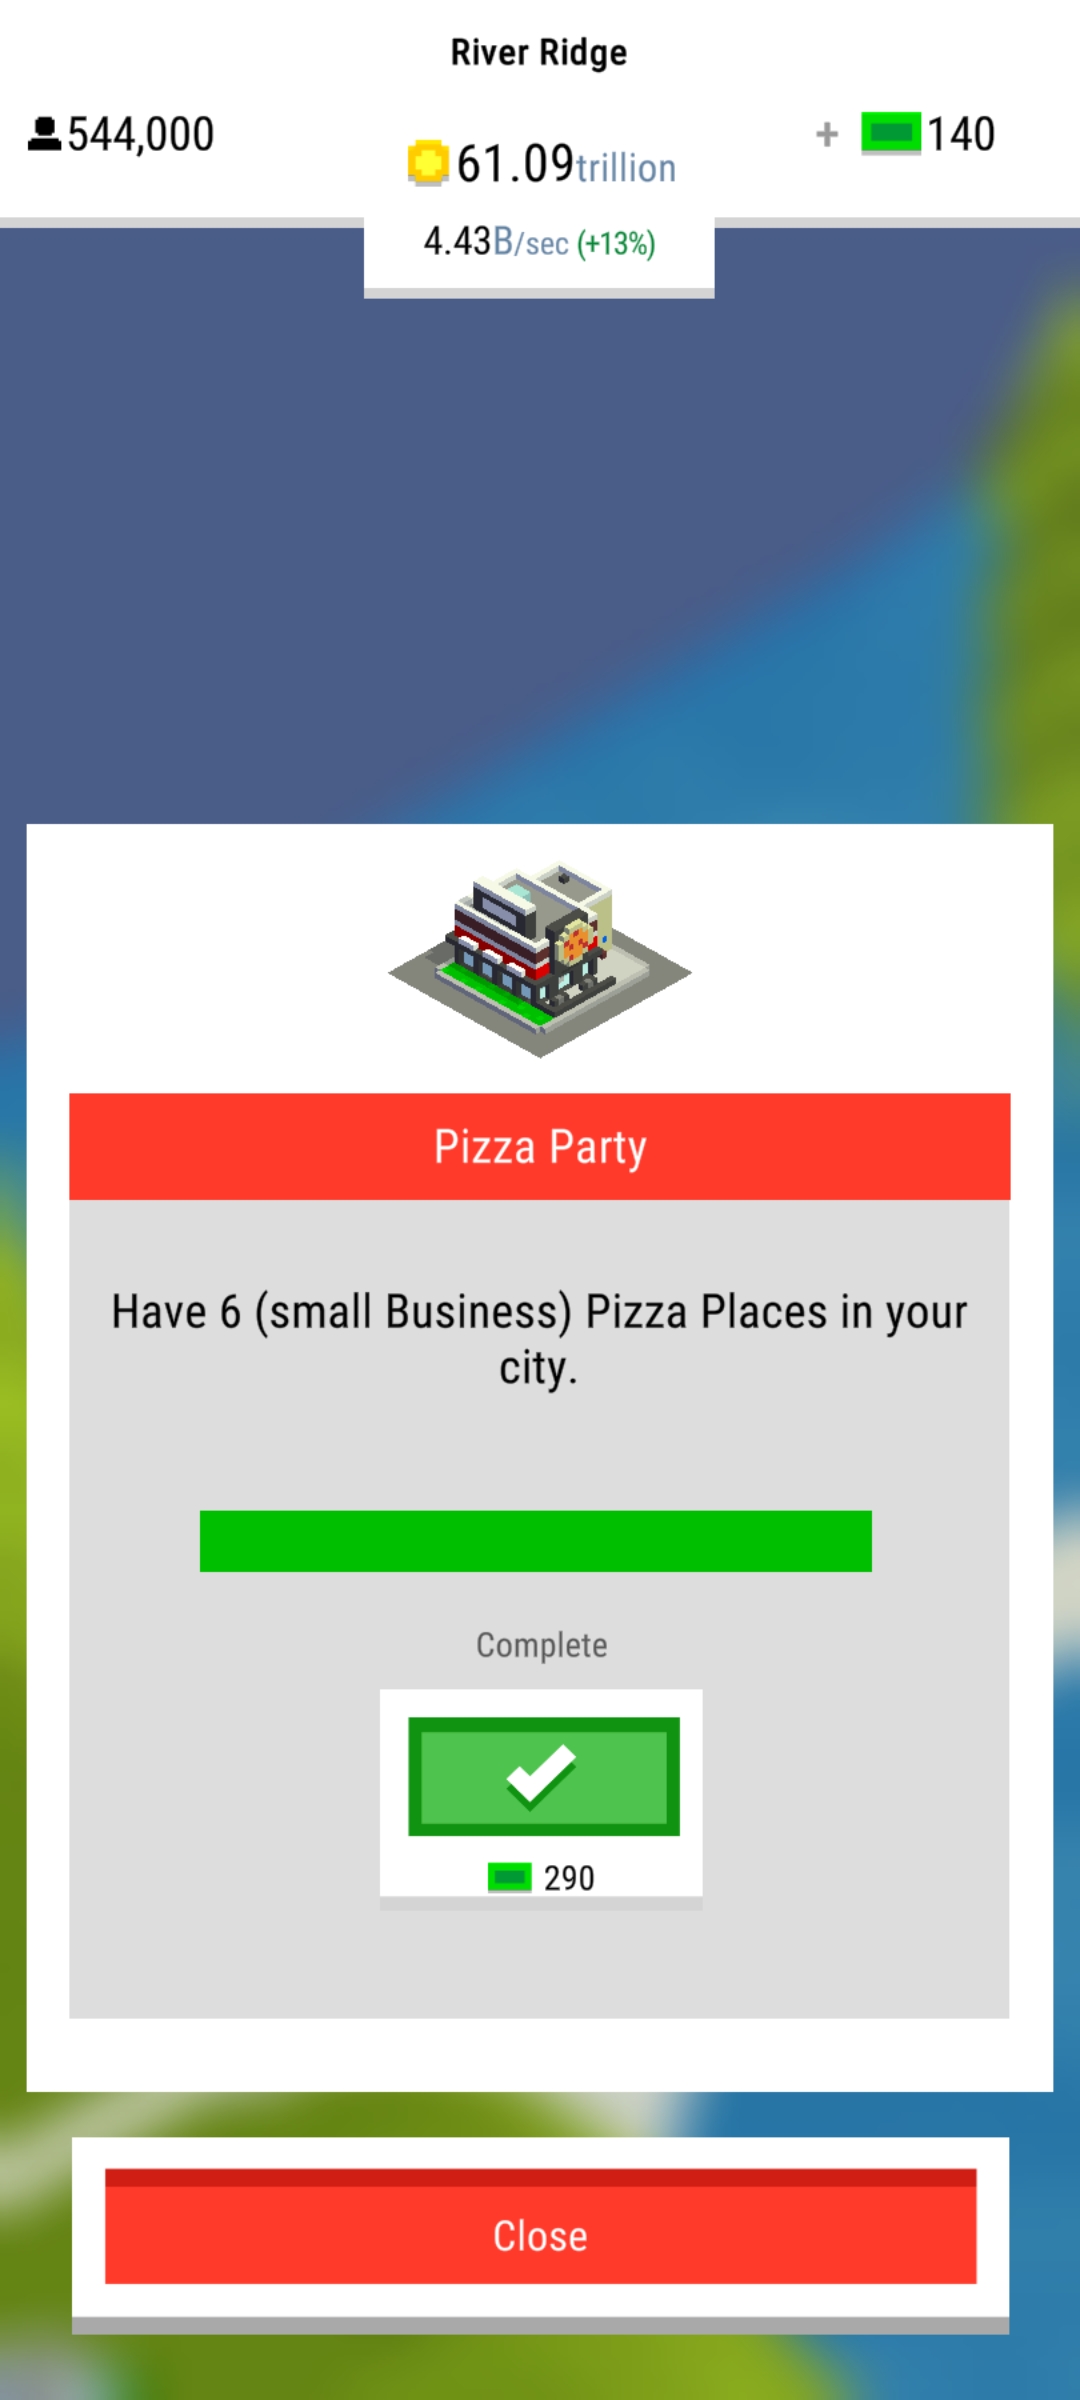 River Ridge
544,000
61.09trillion
+ 140
4.43B/sec (+13%)
Pizza Party
Have 6 (small Business) Pizza Places in your
city.
Complete
290
Close